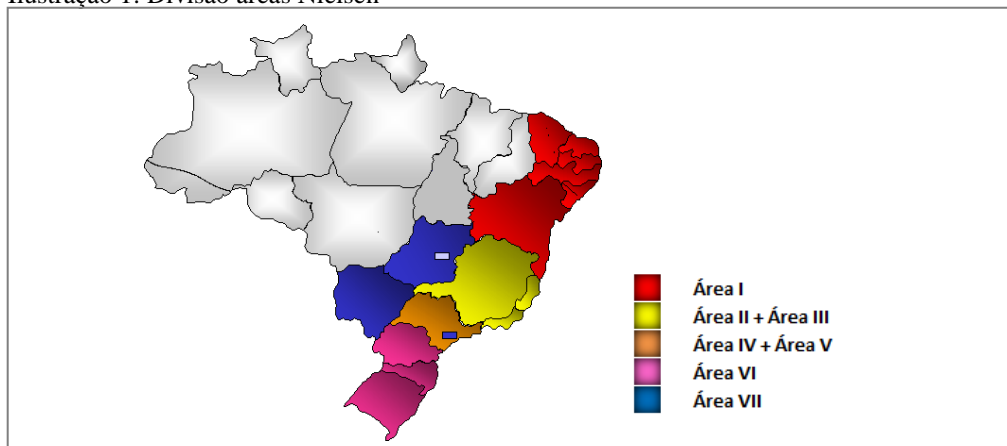 Ilustração 1: Divisão áreas Nielsen
Área I
Área II + Área III
Área IV + Área V
Área VI
Área VII